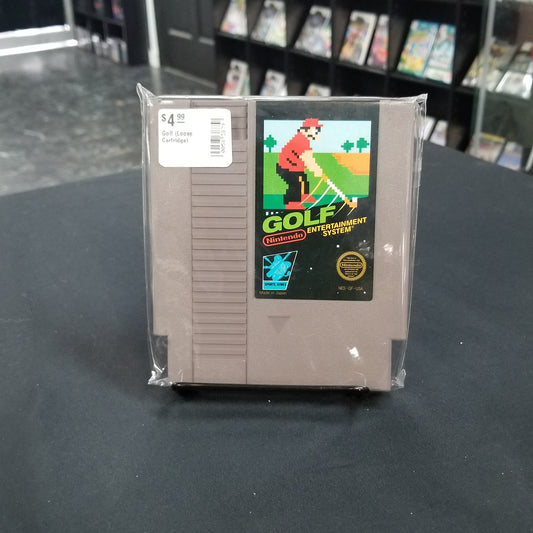 $4.99
Golf (Loose
Cartridge)
GOLF
Nintendo
ENTERTAINMENT
SYSTEM
SPORTS SERIES
Made in Japan
NES-GF-USA